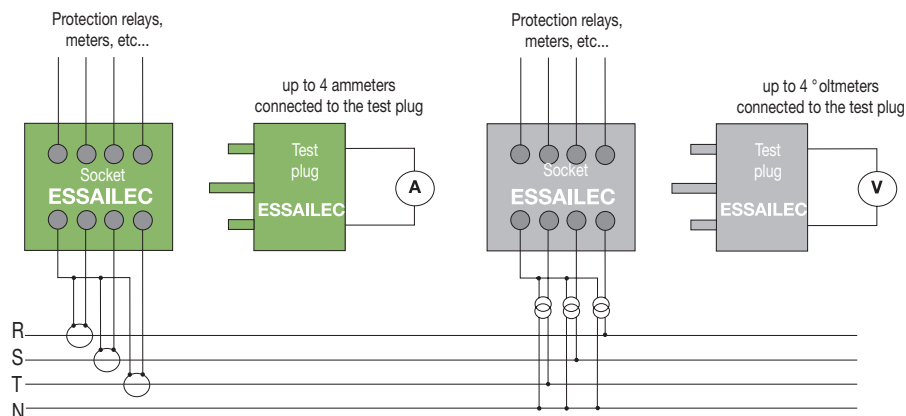 Protection relays,
meters, etc...
up to 4 ammeters
connected to the test plug
Socket
ESSAILEC
Test
plug
ESSAILEC
A
Protection relays,
meters, etc...
up to 4 °oltmeters
connected to the test plug
Socket
ESSAILEC
Test
plug
ESSAILEC
V
R
S
T
N